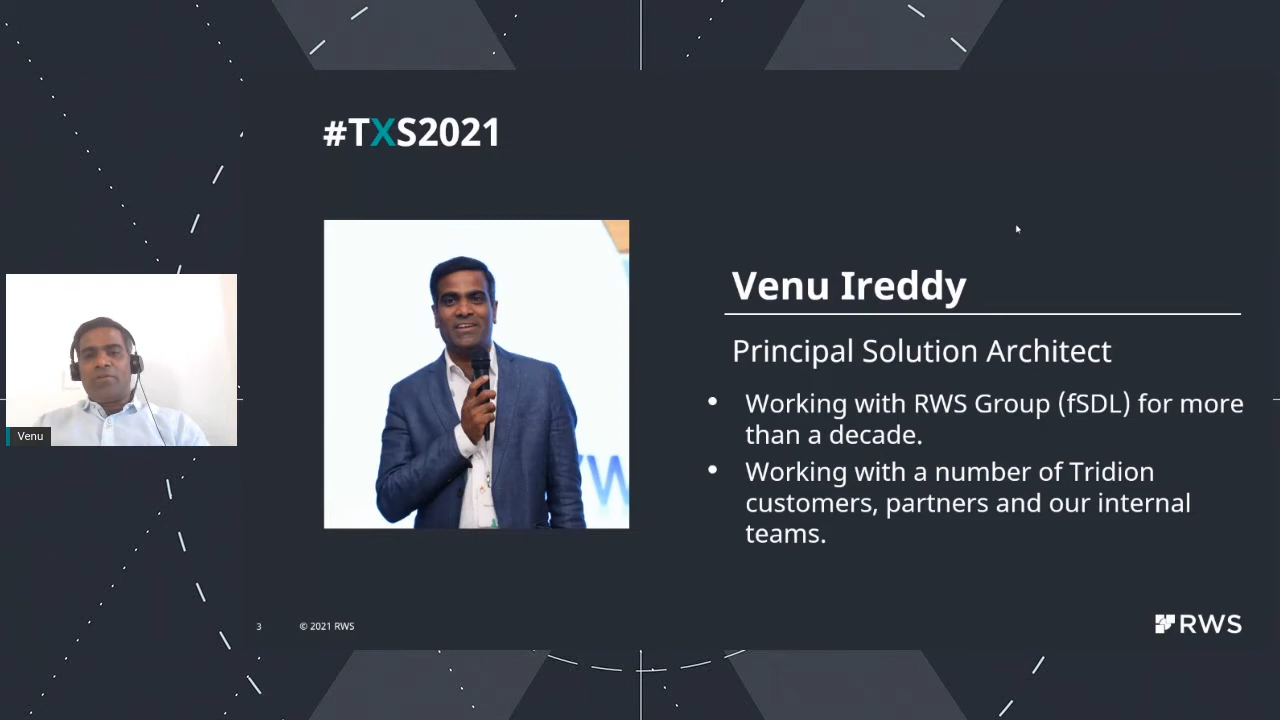 #TXS2021
Venu Ireddy
Principal Solution Architect
• Working with RWS Group (fSDL) for more
than a decade.
• Working with a number of Tridion
customers, partners and our internal
teams.
Venu
W
3
© 2021 RWS
RWS